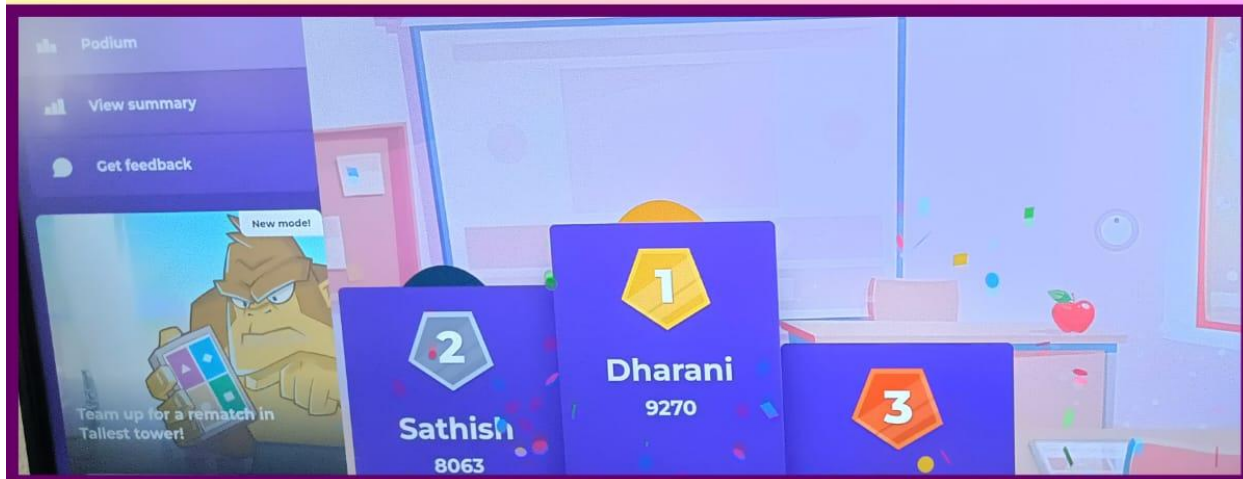 Podium
View summary
Get feedback
New mode!
Team up for a rematch in
Tallest tower!
2
Sathish
8063
1
Dharani
9270
3